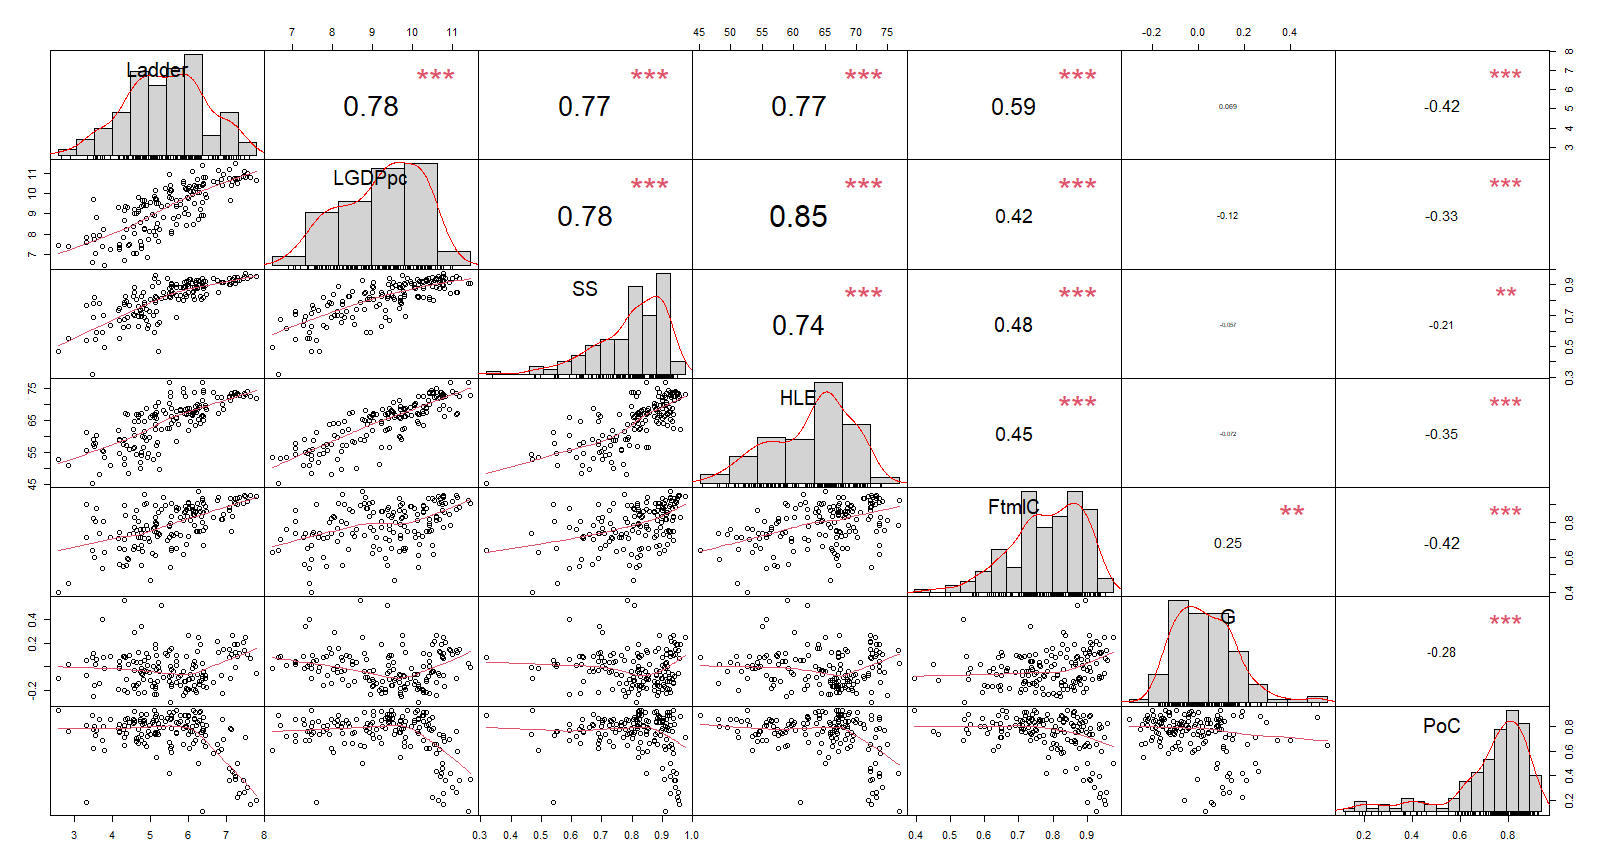 7 8 9 10 11 45 50 55 60 65 70 75 -0.2 0.0 0.2 0.4
Ladder *** 0.78 *** 0.77 *** 0.77 *** 0.59 0.069 *** -0.42 3 4 5 6 7 8
7 8 9 10 11 LGDPpc *** 0.78 *** 0.85 *** 0.42 -0.12 *** -0.33
SS *** 0.74 *** 0.48 -0.057 ** -0.21 0.3 0.5 0.7 0.9
45 55 65 75 HLE *** 0.45 -0.072 *** -0.35
FtmlC ** 0.25 *** -0.42 0.4 0.6 0.8
-0.2 0.2 0.4 G *** -0.28
PoC 0.2 0.4 0.6 0.8
3 4 5 6 7 8 0.3 0.4 0.5 0.6 0.7 0.8 0.9 1.0 0.4 0.5 0.6 0.7 0.8 0.9 0.2 0.4 0.6 0.8